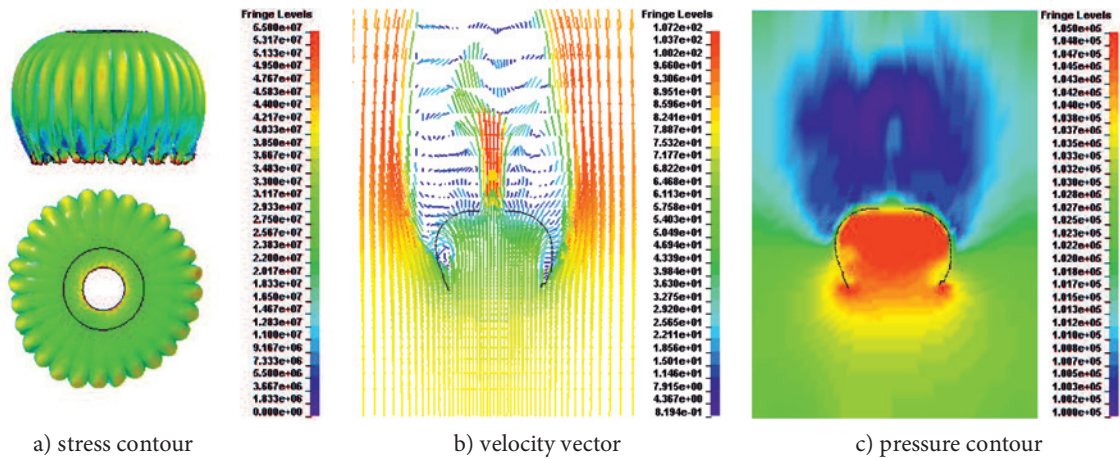 Fringe Levels
5.500e+07
5.317e+07
5.133e+07
4.950e+07
4.767e+07
4.583e+07
4.400e+07
4.217e+07
4.033e+07
3.850e+07
3.667e+07
3.483e+07
3.300e+07
3.117e+07
2.933e+07
2.750e+07
2.567e+07
2.383e+07
2.200e+07
2.017e+07
1.833e+07
1.650e+07
1.467e+07
1.283e+07
1.100e+07
9.167e+06
7.333e+06
5.500e+06
3.667e+06
1.833e+06
0.000e+00
a) stress contour
Fringe Levels
1.072e+02
1.037e+02
1.002e+02
9.660e+01
9.306e+01
8.951e+01
8.596e+01
8.241e+01
7.887e+01
7.532e+01
7.177e+01
6.822e+01
6.468e+01
6.113e+01
5.758e+01
5.403e+01
5.049e+01
4.694e+01
4.339e+01
3.984e+01
3.630e+01
3.275e+01
2.920e+01
2.565e+01
2.211e+01
1.856e+01
1.501e+01
1.146e+01
7.915e+00
4.367e+00
8.194e-01
b) velocity vector
Fringe Levels
1.050e+05
1.048e+05
1.047e+05
1.045e+05
1.043e+05
1.042e+05
1.040e+05
1.038e+05
1.037e+05
1.035e+05
1.033e+05
1.032e+05
1.030e+05
1.028e+05
1.027e+05
1.025e+05
1.023e+05
1.022e+05
1.020e+05
1.018e+05
1.017e+05
1.015e+05
1.013e+05
1.012e+05
1.010e+05
1.008e+05
1.007e+05
1.005e+05
1.003e+05
1.002e+05
1.000e+05
c) pressure contour